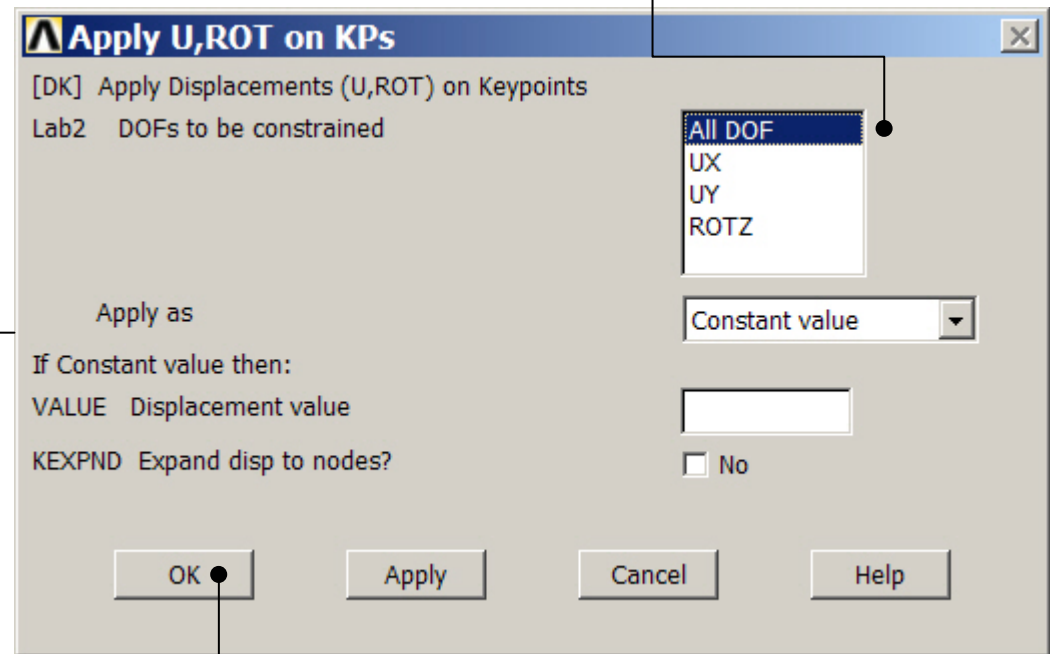 Apply U,ROT on KPs
[DK] Apply Displacements (U,ROT) on Keypoints
Lab2 DOFs to be constrained
All DOF
UX
UY
ROTZ
Apply as
Constant value
If Constant value then:
VALUE Displacement value
KEXPND Expand disp to nodes?
No
OK Apply Cancel Help